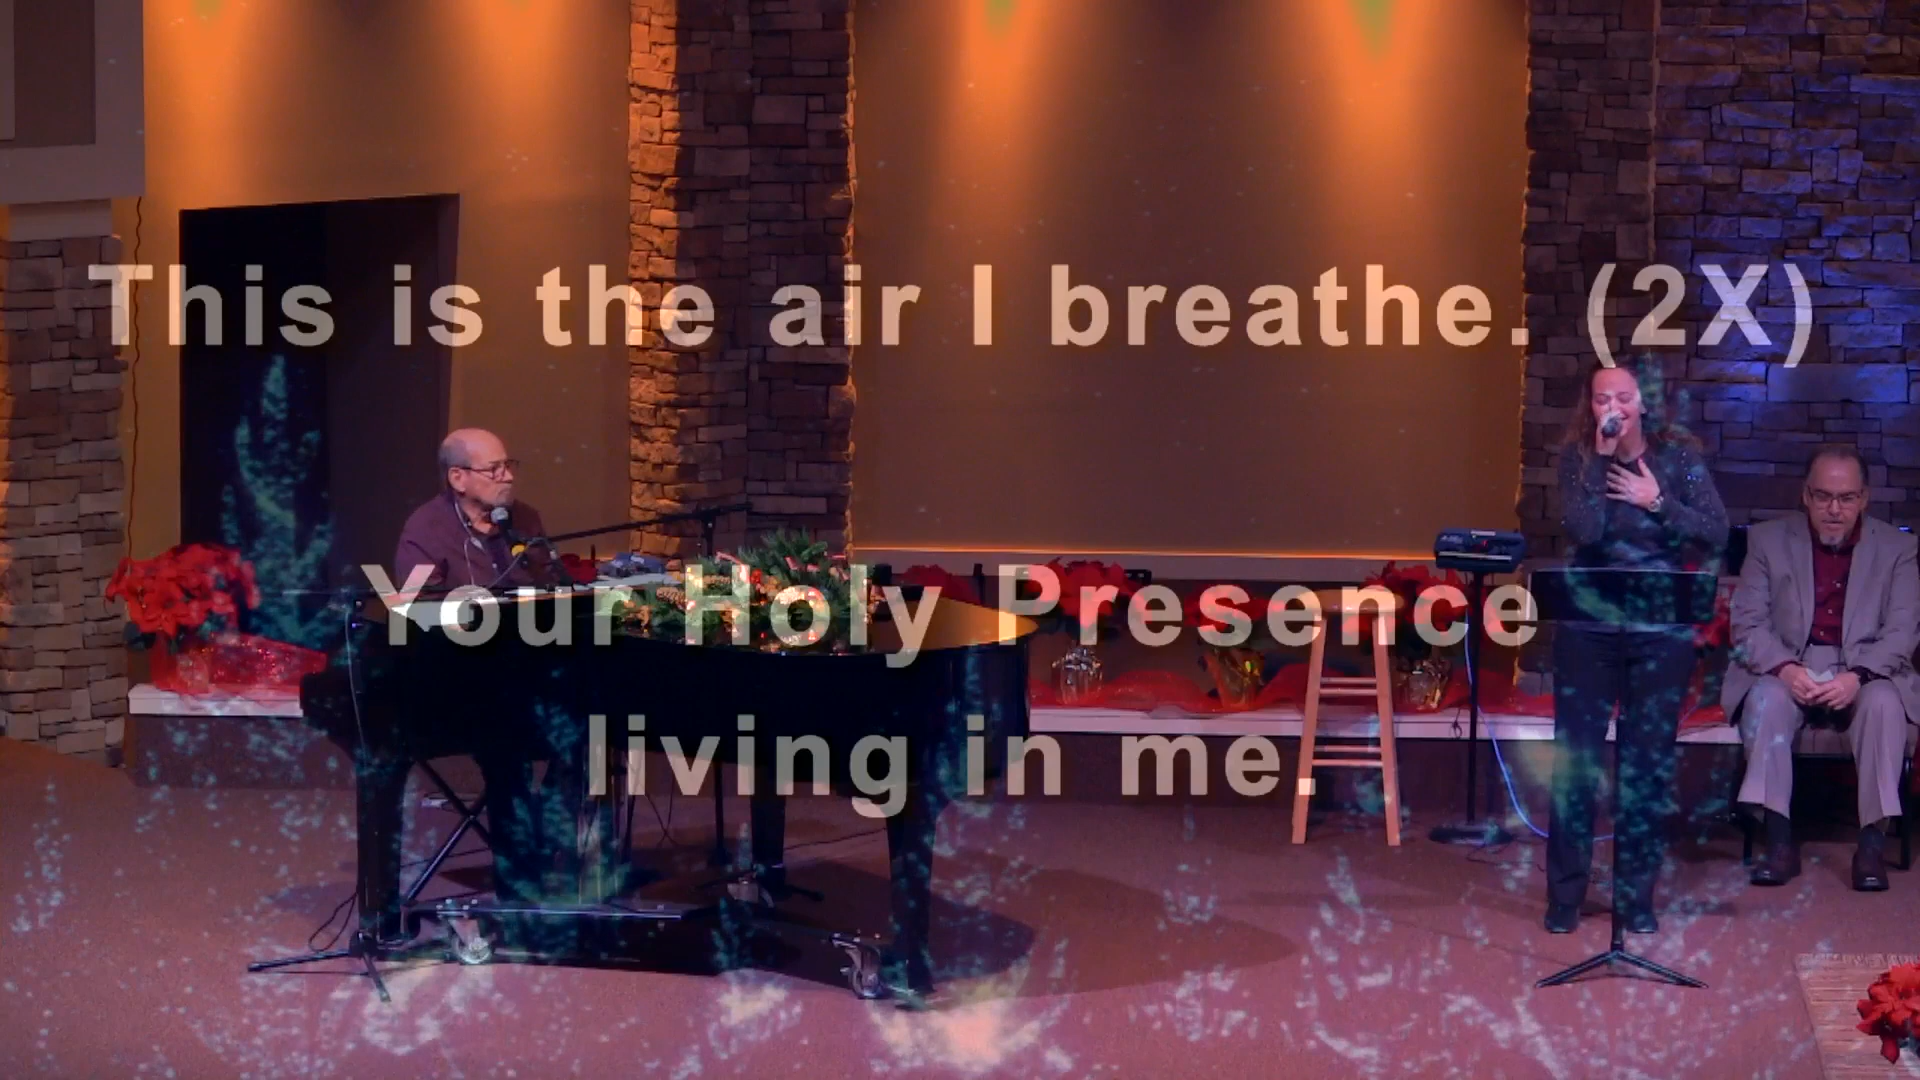 This is the air I breathe. (2X)
Your Holy Presence
living in me.